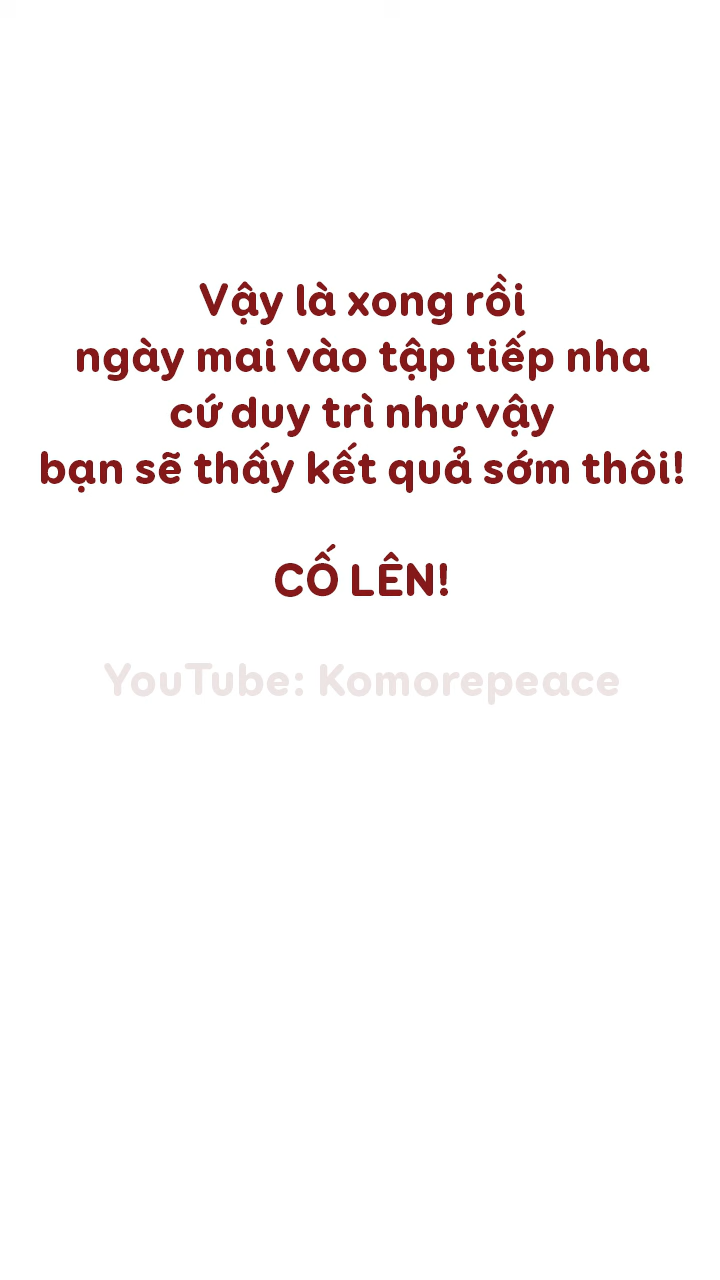 Vậy là xong rồi
ngày mai vào tập tiếp nha
cứ duy trì như vậy
bạn sẽ thấy kết quả sớm thôi!
CỐ LÊN!
YouTube: Komorepeace